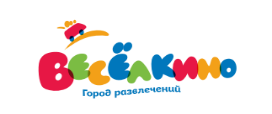 ВЕСЁЛКИНО
Город развлечений